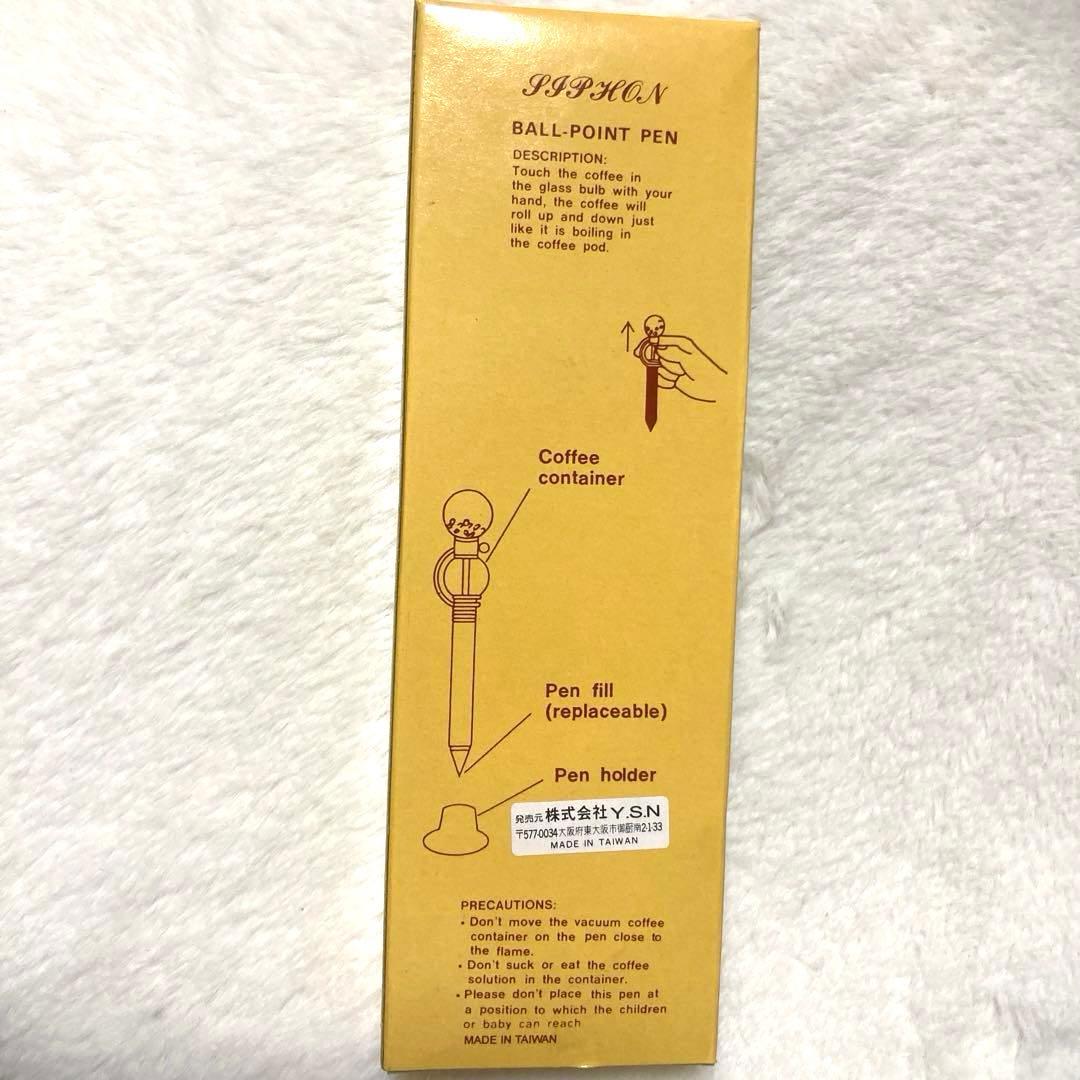 SIPHON
BALL-POINT PEN
DESCRIPTION:
Touch the coffee in
the glass bulb with your
hand, the coffee will
roll up and down just
like it is boiling in
the coffee pod.
Coffee
container
Pen fill
(replaceable)
Pen holder
発売元 株式会社Y.S.N
〒577-0034大阪府東大阪市御厨南2-1-33
MADE IN TAIWAN
PRECAUTIONS:
• Don't move the vacuum coffee
container on the pen close to
the flame.
• Don't suck or eat the coffee
solution in the container.
• Please don't place this pen at
a position to which the children
or baby can reach
MADE IN TAIWAN